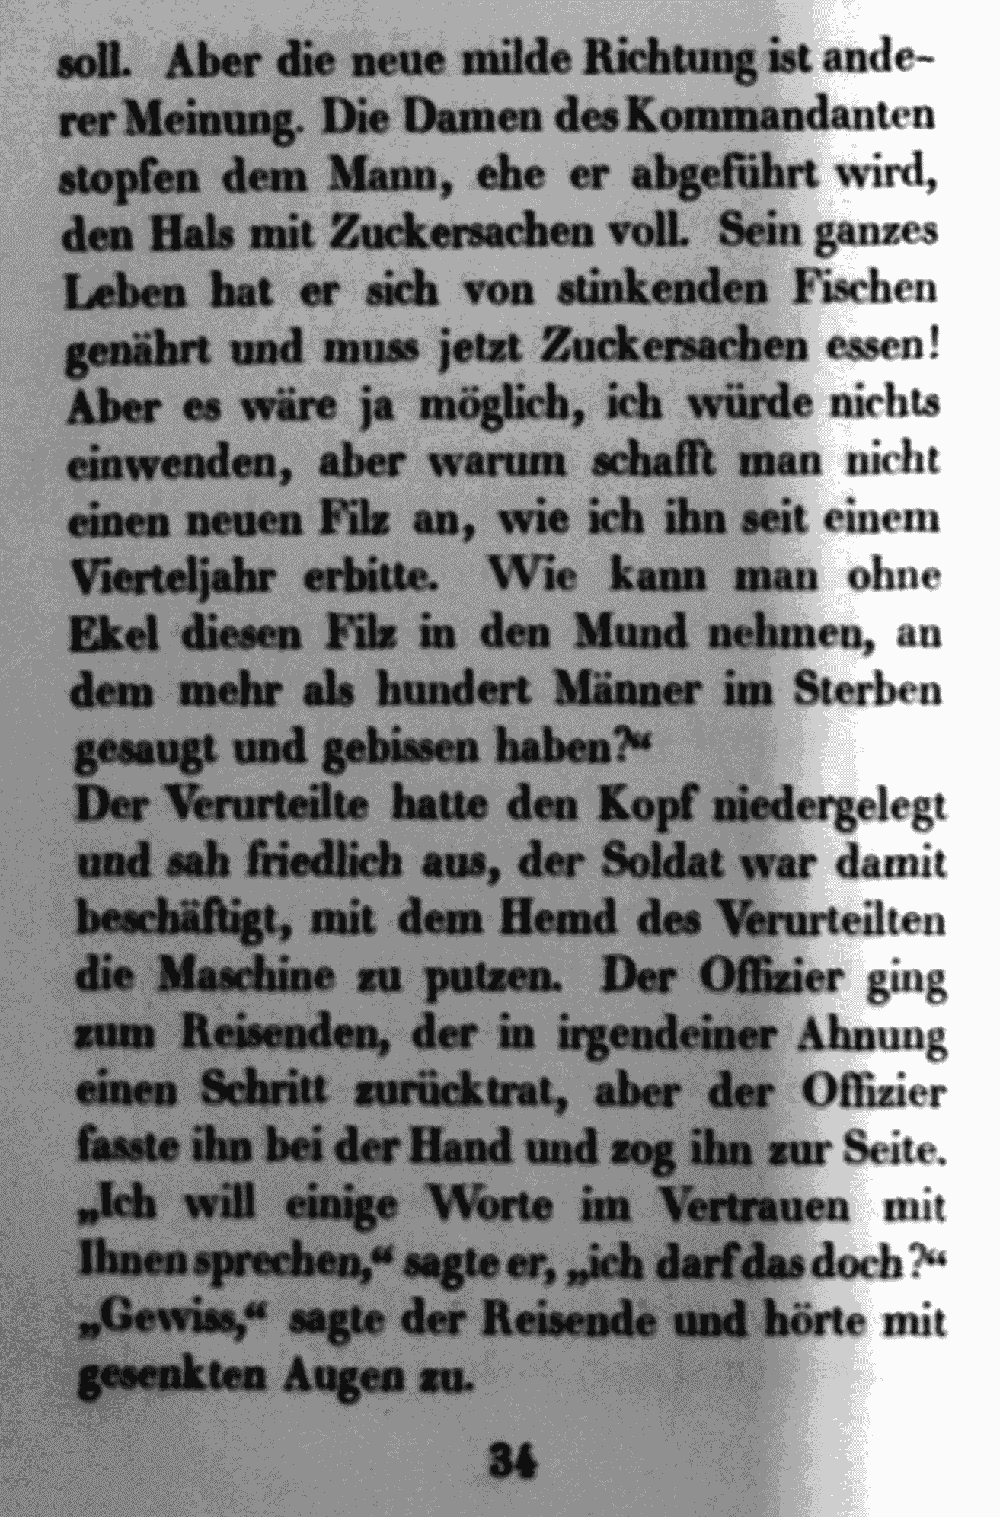 soll. Aber die neue milde Richtung ist ande-
rer Meinung. Die Damen des Kommandanten
stopfen dem Mann, ehe er abgeführt wird,
den Hals mit Zuckersachen voll. Sein ganzes
Leben hat er sich von stinkenden Fischen
genährt und muss jetzt Zuckersachen essen!
Aber es wäre ja möglich, ich würde nichts
einwenden, aber warum schafft man nicht
einen neuen Filz an, wie ich ihn seit einem
Vierteljahr erbitte. Wie kann man ohne
Ekel diesen Filz in den Mund nehmen, an
dem mehr als hundert Männer im Sterben
gesaugt und gebissen haben?“
Der Verurteilte hatte den Kopf niedergelegt
und sah friedlich aus, der Soldat war damit
beschäftigt, mit dem Hemd des Verurteilten
die Maschine zu putzen. Der Offizier ging
zum Reisenden, der in irgendeiner Ahnung
einen Schritt zurücktrat, aber der Offizier
fasste ihn bei der Hand und zog ihn zur Seite.
„Ich will einige Worte im Vertrauen mit
Ihnen sprechen,“ sagte er, „ich darf das doch?“
„Gewiss,“ sagte der Reisende und hörte mit
gesenkten Augen zu.
34